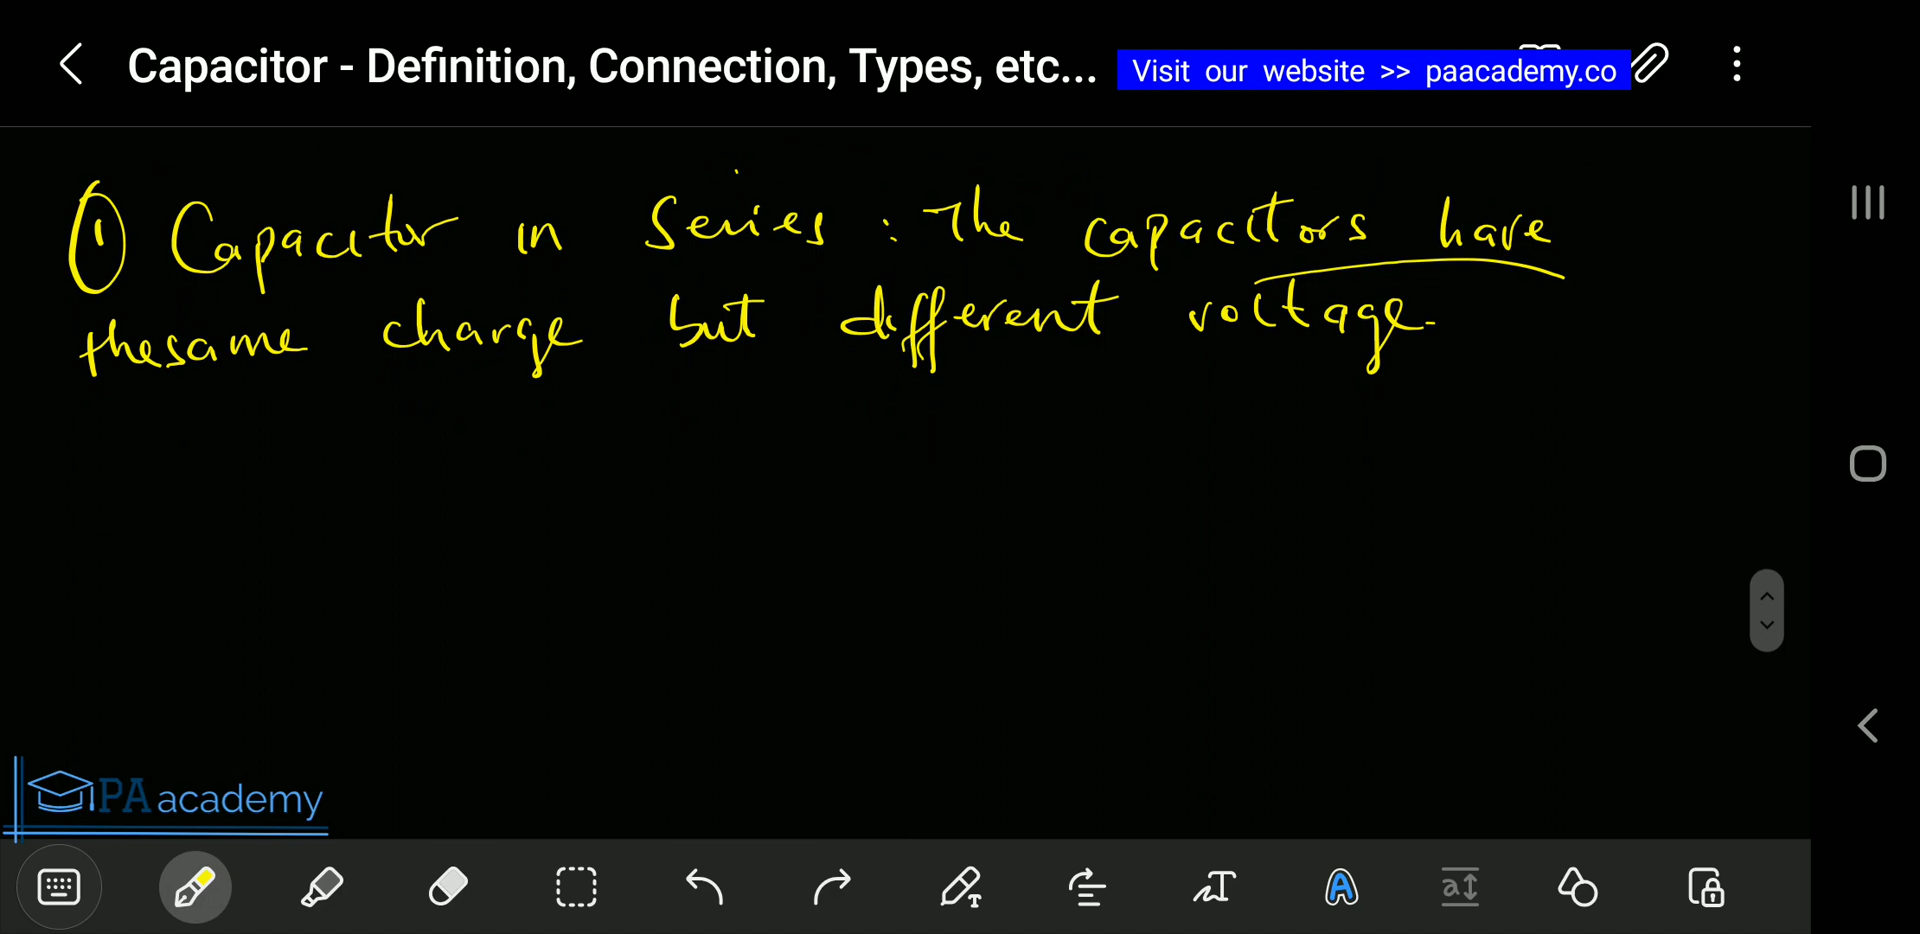 Capacitor - Definition, Connection, Types, etc...
Visit our website >> paacademy.co
① Capacitor in Series : The capacitors have
thesame charge but different voltage.
PA academy